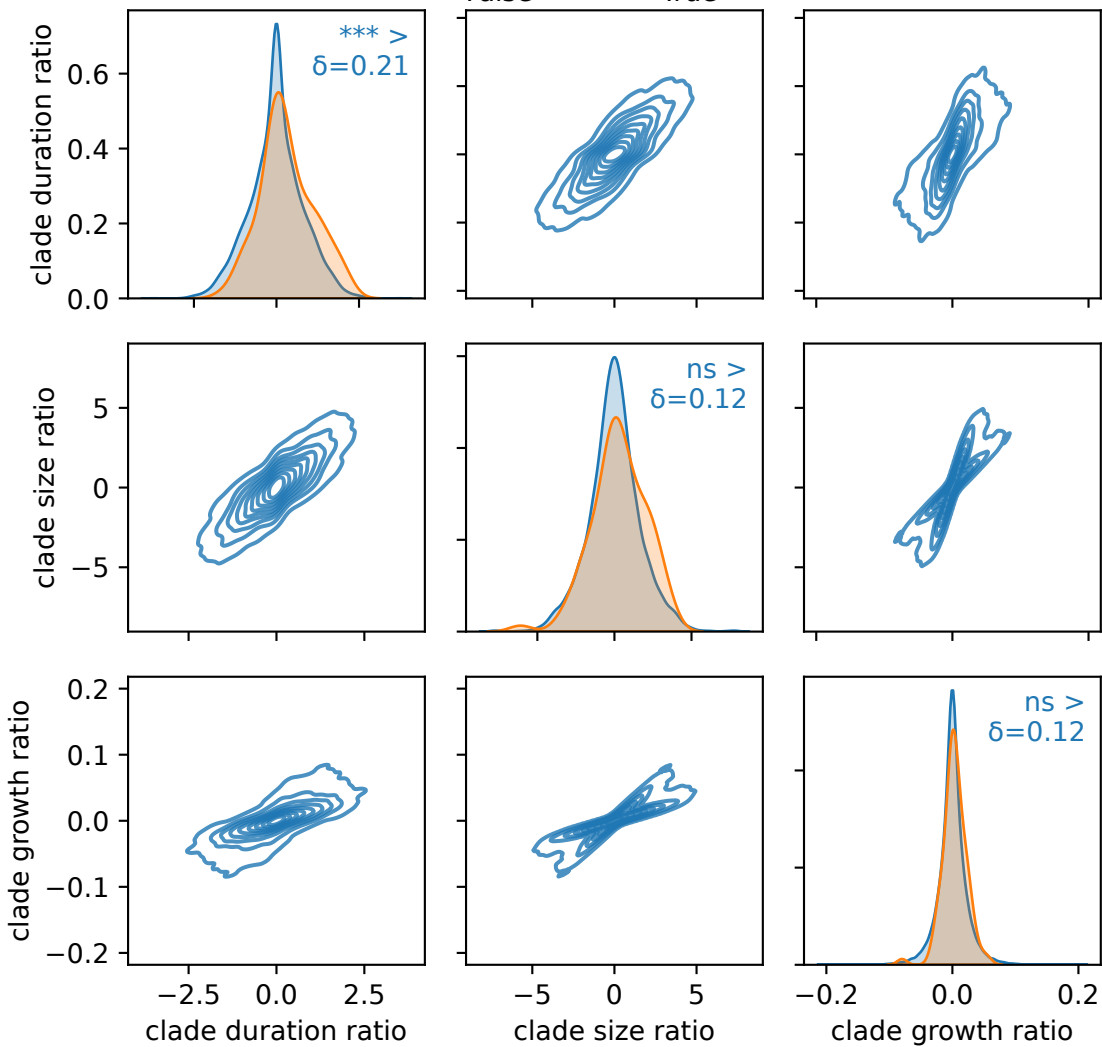 clade duration ratio
0.6
0.4
0.2
0.0
*** >
δ=0.21
clade size ratio
5
0
−5
ns >
δ=0.12
clade growth ratio
0.2
0.1
0.0
−0.1
−0.2
ns >
δ=0.12
−2.5 0.0 2.5
clade duration ratio
−5 0 5
clade size ratio
−0.2 0.0 0.2
clade growth ratio